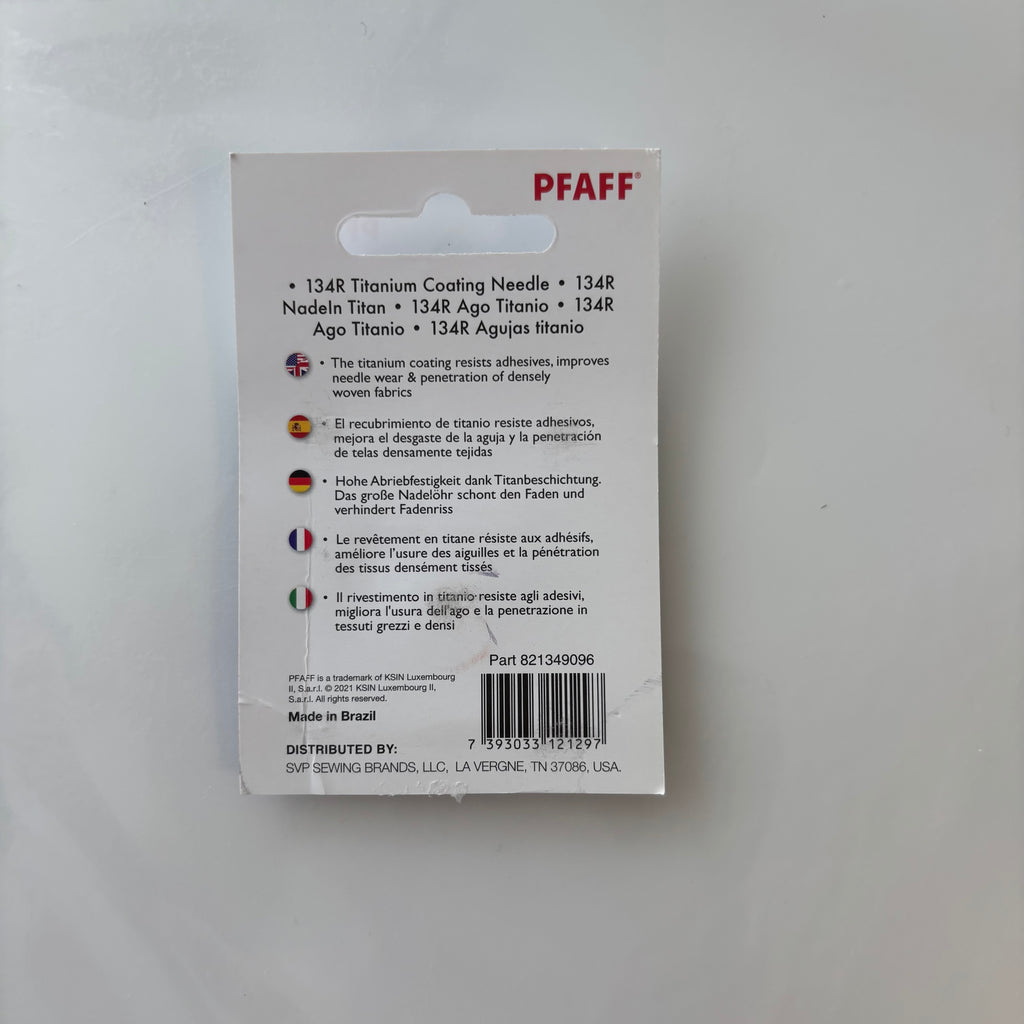 PFAFF®
• 134R Titanium Coating Needle • 134R
Nadeln Titan • 134R Ago Titanio • 134R
Ago Titanio • 134R Agujas titanio
• The titanium coating resists adhesives, improves
needle wear & penetration of densely
woven fabrics
• El recubrimiento de titanio resiste adhesivos,
mejora el desgaste de la aguja y la penetración
de telas densamente tejidas
• Hohe Abriebfestigkeit dank Titanbeschichtung.
Das große Nadelöhr schont den Faden und
verhindert Fadenriss
• Le revêtement en titane résiste aux adhésifs,
améliore l'usure des aiguilles et la pénétration
des tissus densément tissés
• Il rivestimento in titanio resiste agli adesivi,
migliora l'usura dell'ago e la penetrazione in
tessuti grezzi e densi
Part 821349096
PFAFF is a trademark of KSIN Luxembourg
II, S.a.r.l. © 2021 KSIN Luxembourg II,
S.a.r.l. All rights reserved.
Made in Brazil
7 393033 121297
DISTRIBUTED BY:
SVP SEWING BRANDS, LLC, LA VERGNE, TN 37086, USA.